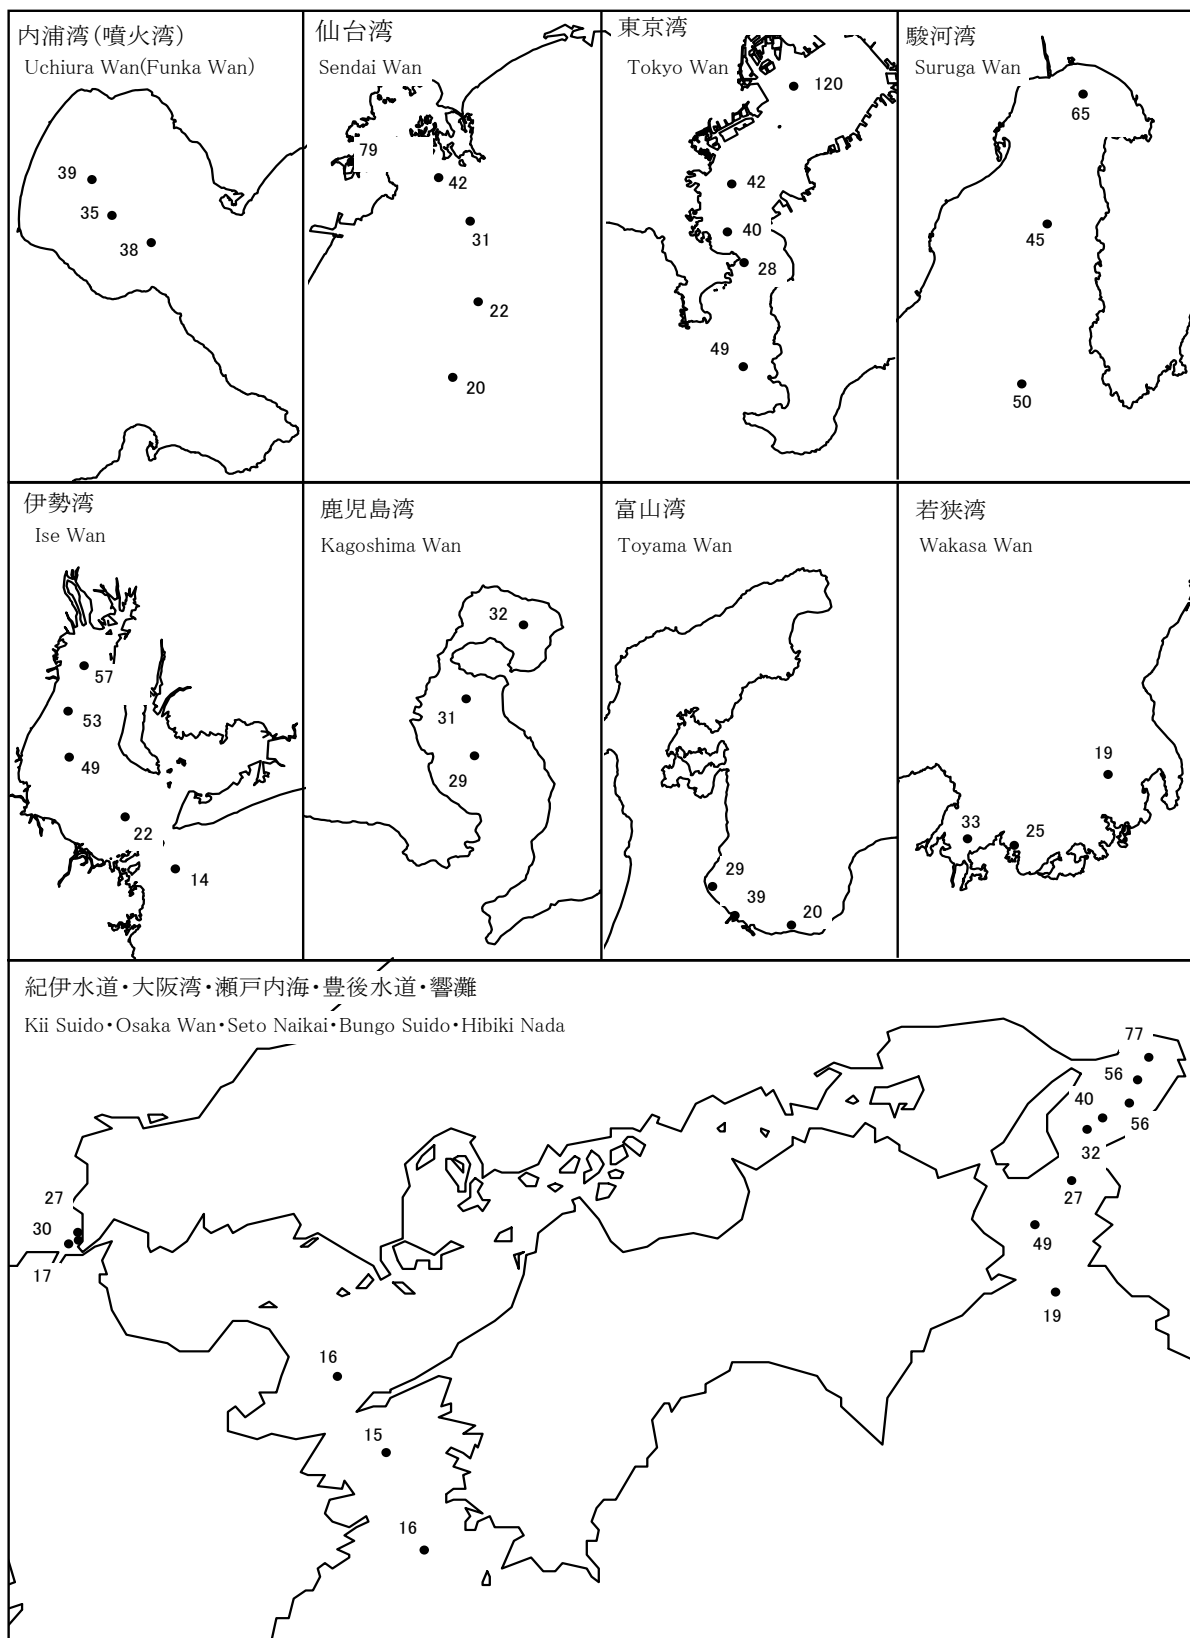 内浦湾(噴火湾)
Uchiura Wan(Funka Wan)
39
35
38
仙台湾
Sendai Wan
79
42
31
22
20
東京湾
Tokyo Wan
120
42
40
28
49
駿河湾
Suruga Wan
65
45
50
伊勢湾
Ise Wan
57
53
49
22
14
鹿児島湾
Kagoshima Wan
32
31
29
富山湾
Toyama Wan
29
39
20
若狭湾
Wakasa Wan
19
33
25
紀伊水道・大阪湾・瀬戸内海・豊後水道・響灘
Kii Suido・Osaka Wan・Seto Naikai・Bungo Suido・Hibiki Nada
77
56
40
56
32
27
27
30
49
17
19
16
15
16